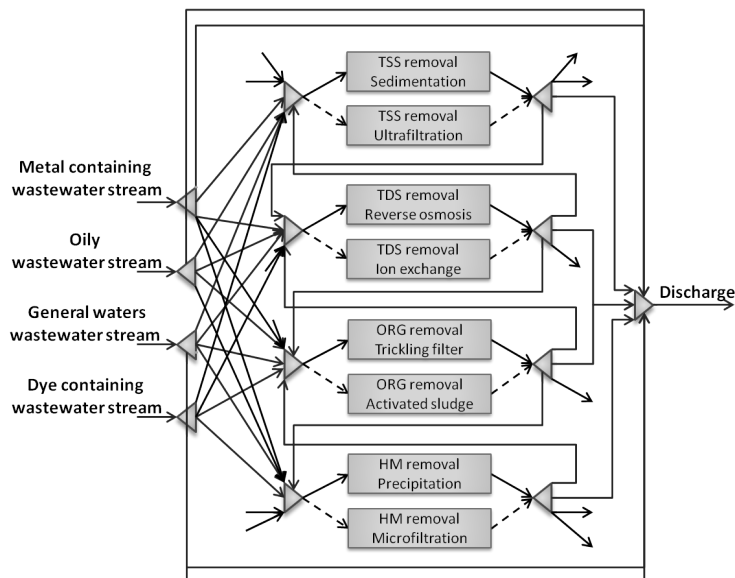 TSS removal
Sedimentation
TSS removal
Ultrafiltration
Metal containing
wastewater stream
TDS removal
Reverse osmosis
Oily
wastewater stream
TDS removal
Ion exchange
Discharge
General waters
wastewater stream
ORG removal
Trickling filter
Dye containing
wastewater stream
ORG removal
Activated sludge
HM removal
Precipitation
HM removal
Microfiltration